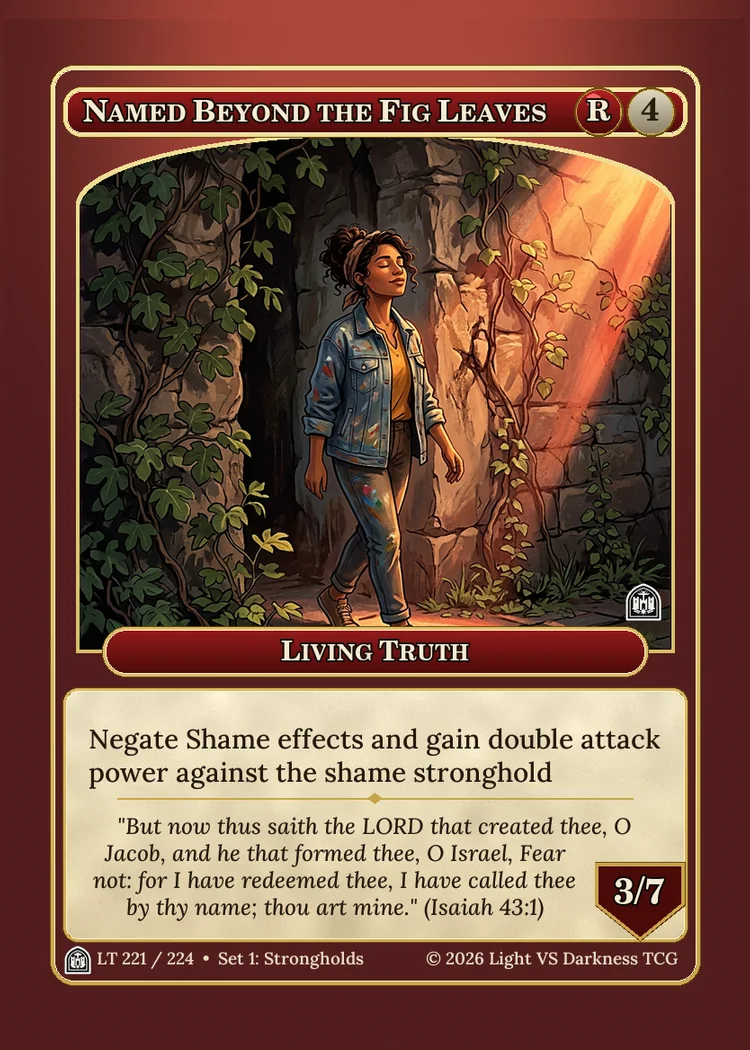 NAMED BEYOND THE FIG LEAVES R 4
LIVING TRUTH
Negate Shame effects and gain double attack
power against the shame stronghold
"But now thus saith the LORD that created thee, O
Jacob, and he that formed thee, O Israel, Fear
not: for I have redeemed thee, I have called thee
by thy name; thou art mine." (Isaiah 43:1)
3/7
LT 221 / 224 • Set 1: Strongholds © 2026 Light VS Darkness TCG